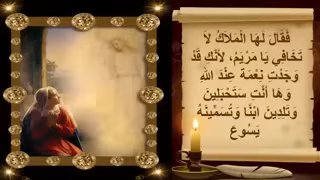 فَقَالَ لَهَا الْمَلاَكُ لاَ
تَخَافِي يَا مَرْيَمُ، لأَنَّكِ قَدْ
وَجَدْتِ نِعْمَةً عِنْدَ اللهِ
وَهَا أَنْتِ سَتَحْبَلِينَ
وَتَلِدِينَ ابْنًا وَتُسَمِّينَهُ
يَسُوعَ